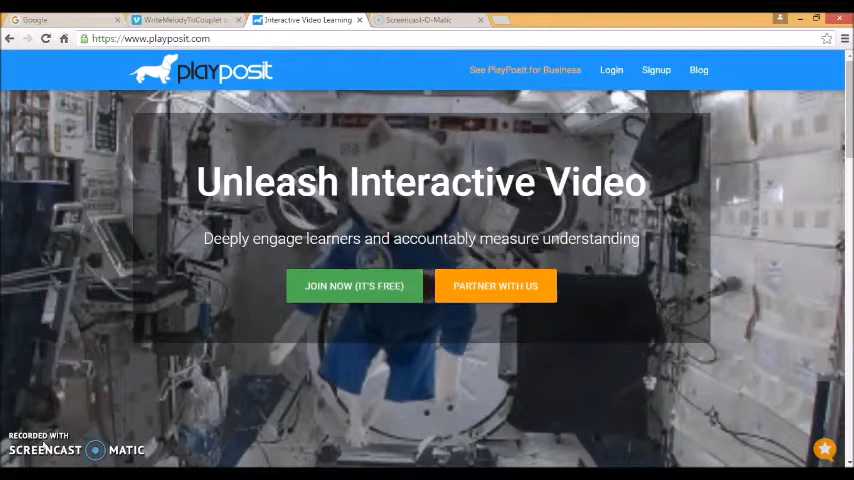 Google
WriteMelodyToCouplet o
Interactive Video Learning
Screencast-O-Matic
https://www.playposit.com
playposit
See PlayPosit for Business
Login
Signup
Blog
Unleash Interactive Video
Deeply engage learners and accountably measure understanding
JOIN NOW (IT'S FREE)
PARTNER WITH US
RECORDED WITH
SCREENCAST MATIC